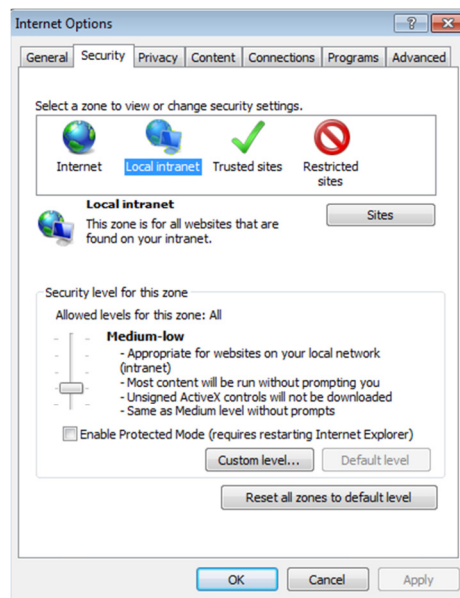 Internet Options
General Security Privacy Content Connections Programs Advanced
Select a zone to view or change security settings.
Internet Local intranet Trusted sites Restricted
sites
Local intranet
Sites
This zone is for all websites that are
found on your intranet.
Security level for this zone
Allowed levels for this zone: All
Medium-low
- Appropriate for websites on your local network
(intranet)
- Most content will be run without prompting you
- Unsigned ActiveX controls will not be downloaded
- Same as Medium level without prompts
Enable Protected Mode (requires restarting Internet Explorer)
Custom level... Default level
Reset all zones to default level
OK Cancel Apply